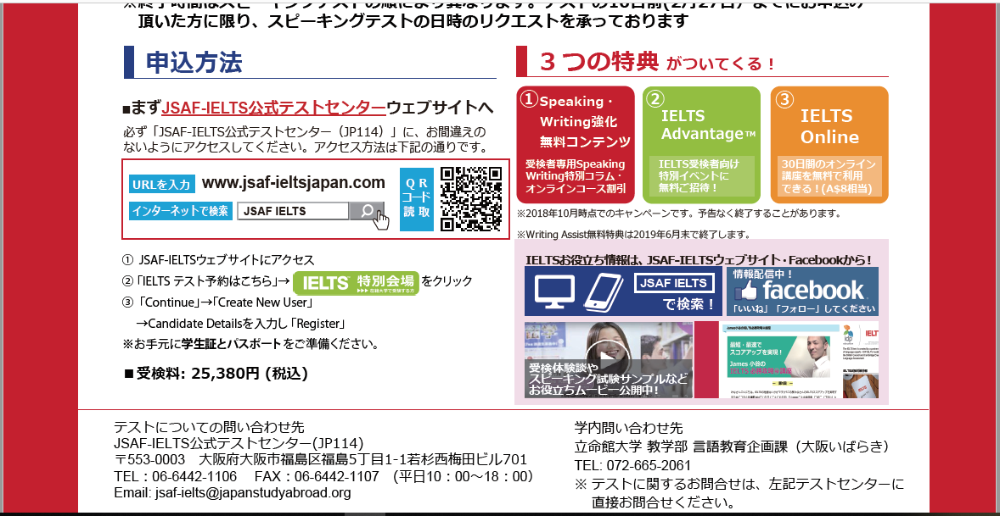 ※終了時間はスピーキングテストの順により異なります。テストの10日前(2月27日）までにお申込み
頂いた方に限り、スピーキングテストの日時のリクエストを承っております
申込方法
■まずJSAF-IELTS公式テストセンターウェブサイトへ
必ず「JSAF-IELTS公式テストセンター（JP114）」に、お間違えの
ないようにアクセスしてください。アクセス方法は下記の通りです。
URLを入力 www.jsaf-ieltsjapan.com
インターネットで検索 JSAF IELTS
QR
コード
読取
① JSAF-IELTSウェブサイトにアクセス
②「IELTS テスト予約はこちら」→ IELTS 特別会場 をクリック
▶▶▶在籍大学で受験する方
③「Continue」→「Create New User」
→Candidate Detailsを入力し「Register」
※お手元に学生証とパスポートをご準備ください。
■受検料: 25,380円 (税込)
３つの特典 がついてくる！
① Speaking・
Writing強化
無料コンテンツ
受検者専用Speaking
Writing特別コラム・
オンラインコース割引
② IELTS
Advantage™
IELTS受検者向け
特別イベントに
無料ご招待！
③ IELTS
Online
30日間のオンライン
講座を無料で利用
できる！(A$8相当)
※2018年10月時点でのキャンペーンです。予告なく終了することがあります。
※Writing Assist無料特典は2019年6月末で終了します。
IELTSお役立ち情報は、JSAF-IELTSウェブサイト・Facebookから！
JSAF IELTS
で検索！
情報配信中！
facebook
「いいね」「フォロー」してください
受検体験談や
スピーキング試験サンプルなど
お役立ちムービー公開中！
最短・最速で
スコアアップを実現！
James 小谷の
IELTS 必勝攻略★講座
idp
IELT
テストについての問い合わせ先
JSAF-IELTS公式テストセンター(JP114)
〒553-0003　大阪府大阪市福島区福島5丁目1-1若杉西梅田ビル701
TEL：06-6442-1106　FAX：06-6442-1107　(平日10：00～18：00)
Email: jsaf-ielts@japanstudyabroad.org
学内問い合わせ先
立命館大学 教学部 言語教育企画課（大阪いばらき）
TEL: 072-665-2061
※ テストに関するお問合せは、左記テストセンターに
直接お問合せください。